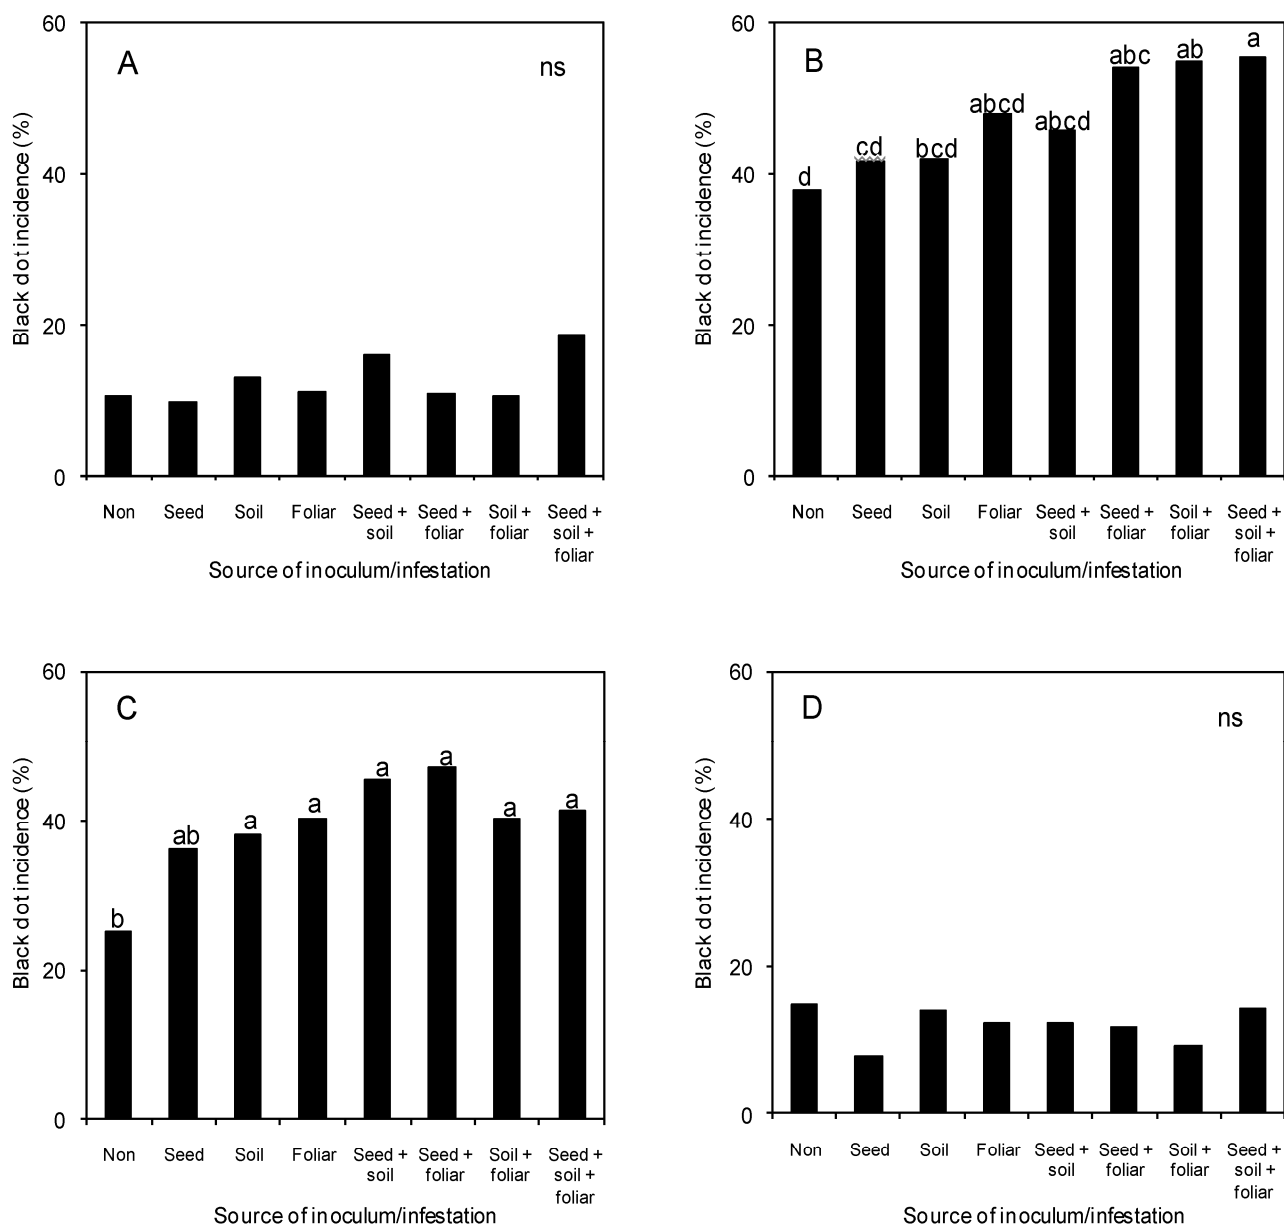 A
ns
60
40
20
0
Black dot incidence (%)
Non Seed Soil Foliar Seed + Seed + Soil + Seed +
soil foliar foliar soil +
foliar
Source of inoculum/infestation
B
d cd bcd abcd abcd abc ab a
60
40
20
0
Black dot incidence (%)
Non Seed Soil Foliar Seed + Seed + Soil + Seed +
soil foliar foliar soil +
foliar
Source of inoculum/infestation
C
b ab a a a a a a
60
40
20
0
Black dot incidence (%)
Non Seed Soil Foliar Seed + Seed + Soil + Seed +
soil foliar foliar soil +
foliar
Source of inoculum/infestation
D
ns
60
40
20
0
Black dot incidence (%)
Non Seed Soil Foliar Seed + Seed + Soil + Seed +
soil foliar foliar soil +
foliar
Source of inoculum/infestation